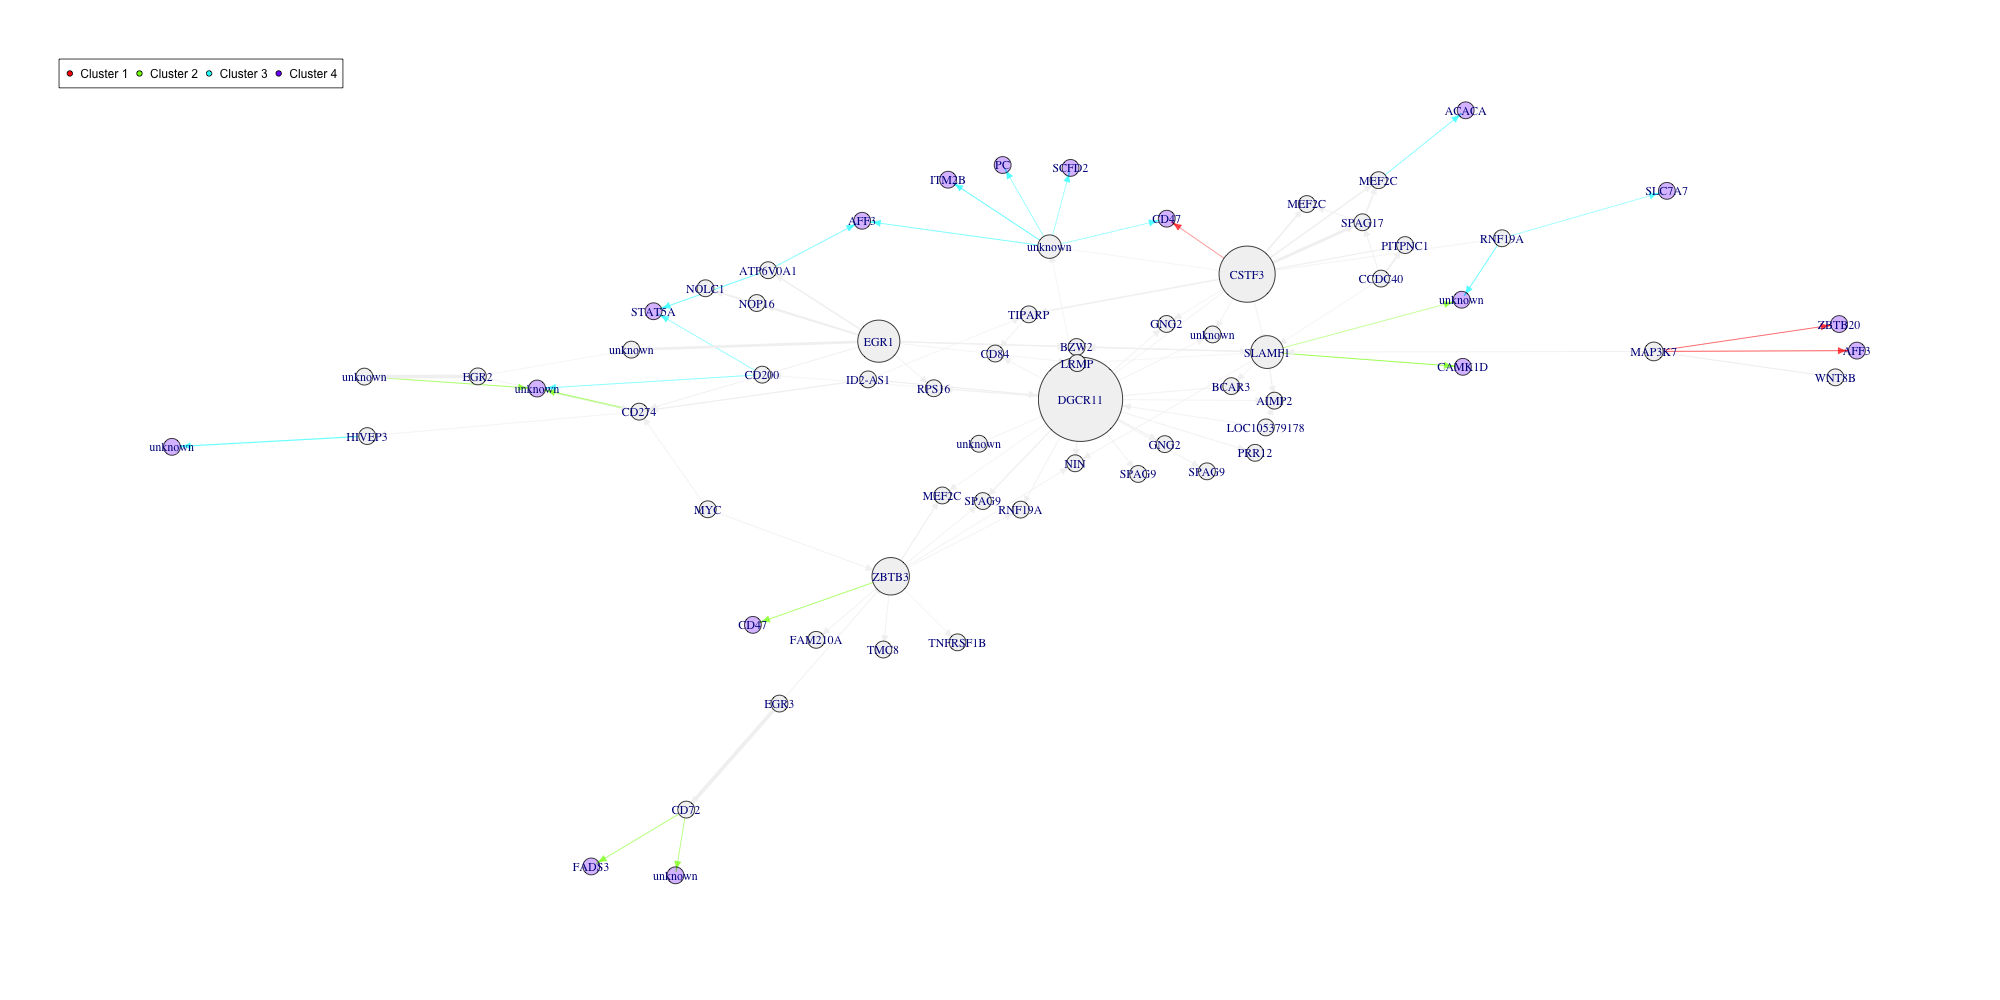 Cluster 1 Cluster 2 Cluster 3 Cluster 4
ACACA
PC
SCFD2
ITM2B
MEF2C
SLC7A7
MEF2C
CD47
AFF3
SPAG17
RNF19A
PITPNC1
unknown
ATP6V0A1
CSTF3
CCDC40
NOLC1
NOP16
unknown
STAT5A
TIPARP
GNG2
ZBTB20
unknown
EGR1
BZW2
unknown
CD84
SLAMF1
MAP3K7
AFF3
LRMP
CAMK1D
unknown
EGR2
CD200
ID2-AS1
WNT8B
unknown
RPS16
BCAR3
DGCR11
AIMP2
CD274
LOC105379178
HIVEP3
unknown
unknown
GNG2
PRR12
NIN
SPAG9
SPAG9
MEF2C
SPAG9
MYC
RNF19A
ZBTB3
CD47
FAM210A
TMC8
TNFRSF1B
EGR3
CD72
FADS3
unknown